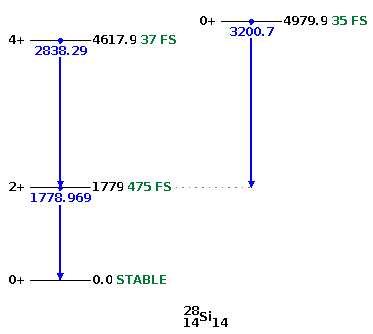 0+ 4979.9 35 FS
3200.7
4+ 4617.9 37 FS
2838.29
2+ 1779 475 FS
1778.969
0+ 0.0 STABLE
28
14Si14